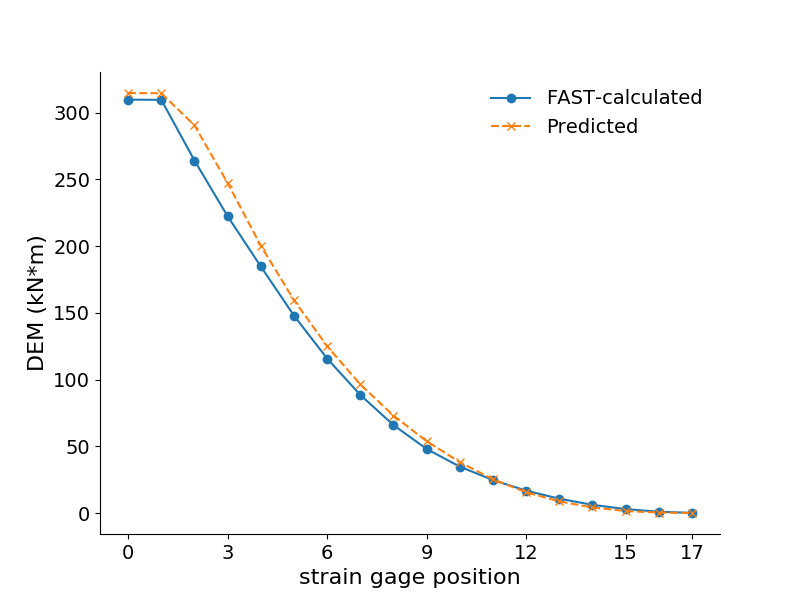 FAST-calculated
Predicted
300
250
200
150
100
50
0
DEM (kN*m)
0 3 6 9 12 15 17
strain gage position